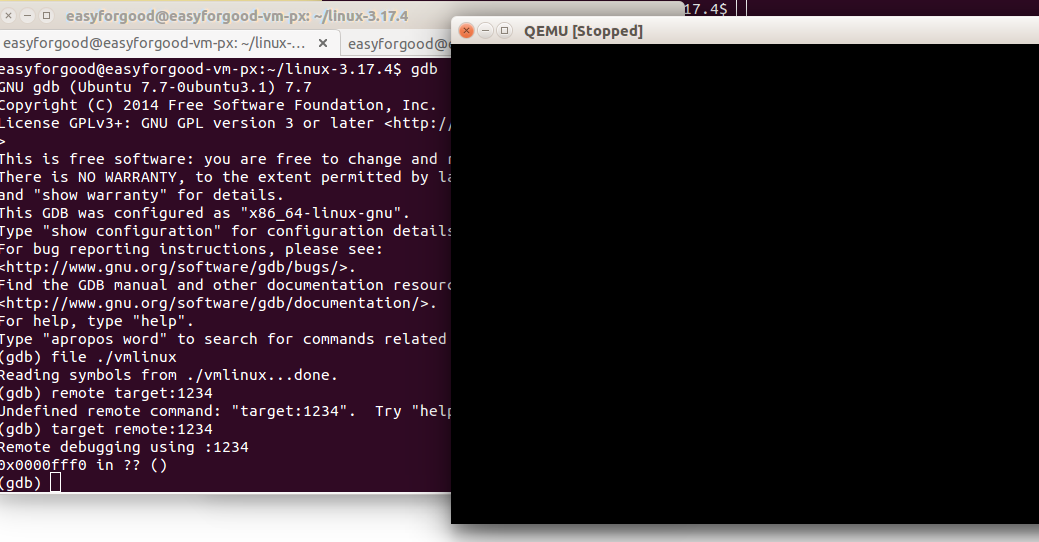 easyforgood@easyforgood-vm-px: ~/linux-3.17.4
17.4$
QEMU [Stopped]
easyforgood@easyforgood-vm-px: ~/linux-... × easyforgood@
easyforgood@easyforgood-vm-px:~/linux-3.17.4$ gdb
GNU gdb (Ubuntu 7.7-0ubuntu3.1) 7.7
Copyright (C) 2014 Free Software Foundation, Inc.
License GPLv3+: GNU GPL version 3 or later <http:/
>
This is free software: you are free to change and
There is NO WARRANTY, to the extent permitted by la
and "show warranty" for details.
This GDB was configured as "x86_64-linux-gnu".
Type "show configuration" for configuration details
For bug reporting instructions, please see:
<http://www.gnu.org/software/gdb/bugs/>.
Find the GDB manual and other documentation resourc
<http://www.gnu.org/software/gdb/documentation/>.
For help, type "help".
Type "apropos word" to search for commands related
(gdb) file ./vmlinux
Reading symbols from ./vmlinux...done.
(gdb) remote target:1234
Undefined remote command: "target:1234".  Try "help
(gdb) target remote:1234
Remote debugging using :1234
0x0000fff0 in ?? ()
(gdb)